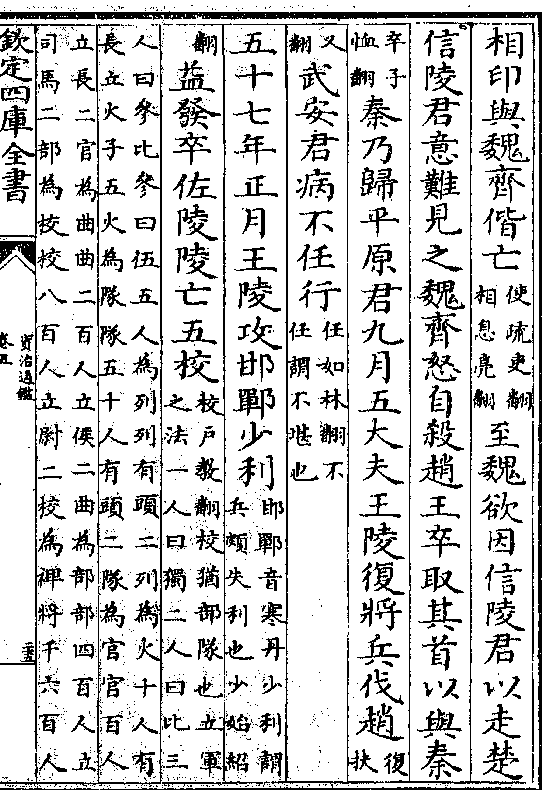 相印與魏齊偕亡使疏吏翻相息亮翻至魏欲因信陵君以走楚
信陵君意難見之魏齊怒自殺趙王卒取其首以與秦
卒子恤翻秦乃歸平原君九月五大夫王陵復將兵伐趙復扶
又翻武安君病不任行任如林翻不任謂不堪也
五十七年正月王陵攻邯鄲少利邯鄲音寒丹少利謂兵頗失利也少始紹
翻益發卒佐陵陵亡五校校戶教翻校猶部隊也立軍之法一人曰獨二人曰比三
人曰參比參曰伍五人為列列有頭二列為火十人有長立火子五火為隊隊五十人有頭二隊為官官百人
立長二官為曲曲二百人立侯二曲為部部四百人立司馬二部為校校八百人立尉二校為裨將千六百人
欽定四庫全書
資治通鑑
卷五